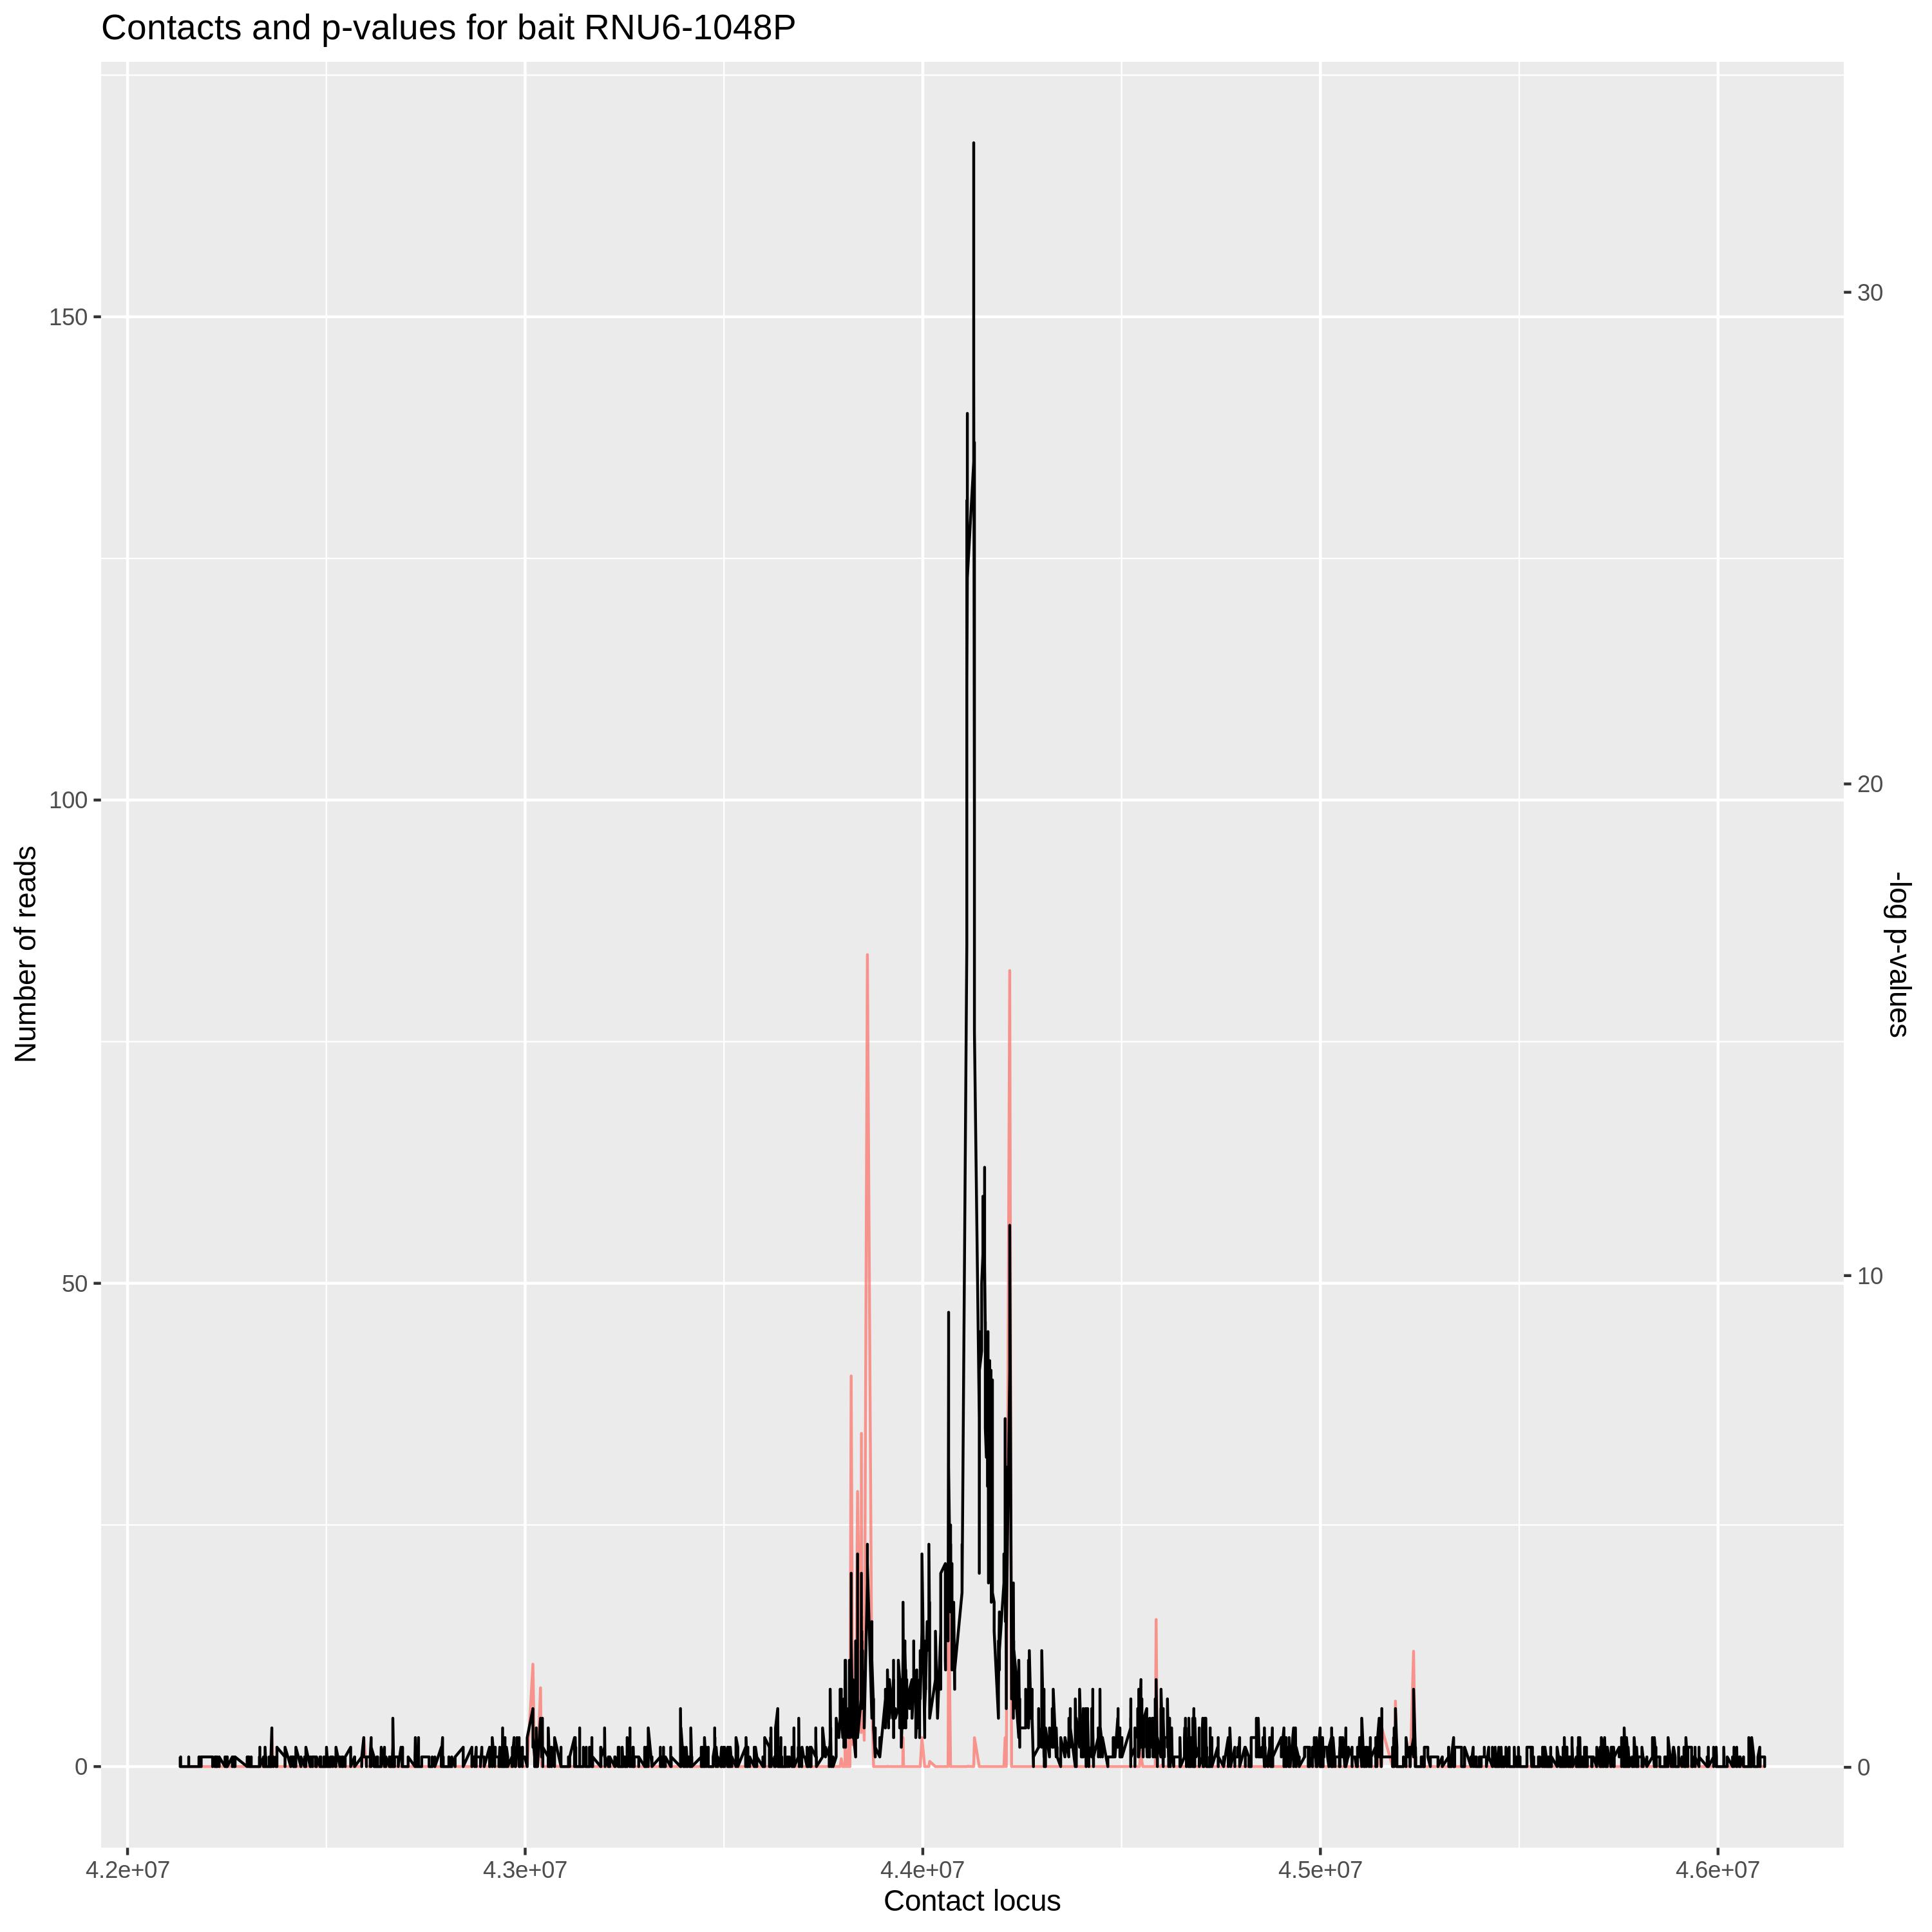 Contacts and p-values for bait RNU6-1048P
Number of reads
150
100
50
0
30
20
10
0
-log p-values
4.2e+07 4.3e+07 4.4e+07 4.5e+07 4.6e+07
Contact locus